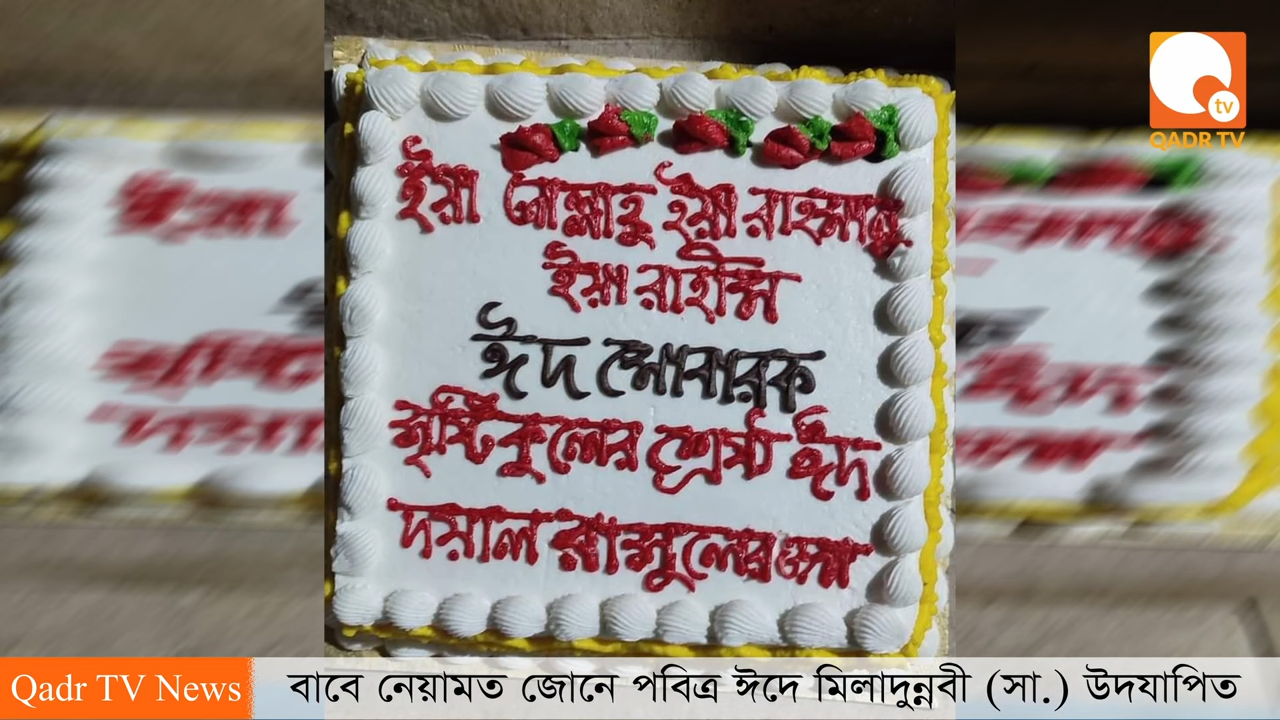 tv
QADR TV
ইয়া আল্লাহু ইয়া রাহমানু
ইয়া রাহীম
ঈদ মোবারক
সৃষ্টিকুলের শ্রেষ্ঠ ঈদ
দয়াল রাসুলের
Qadr TV News
বাবে নেয়ামত জোনে পবিত্র ঈদে মিলাদুন্নবী (সা.) উদযাপিত